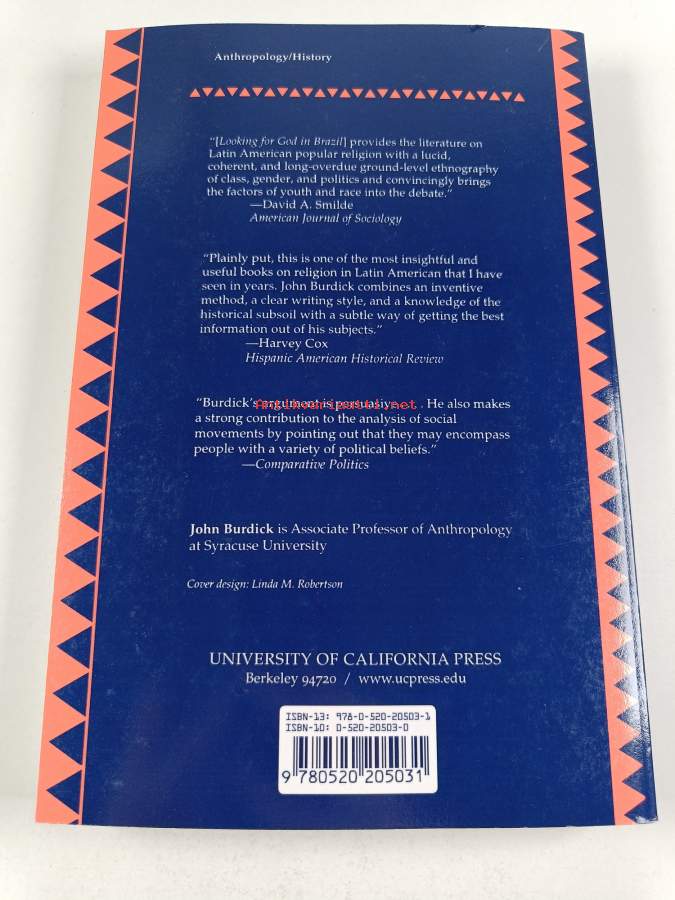 Anthropology/History
“[Looking for God in Brazil] provides the literature on
Latin American popular religion with a lucid,
coherent, and long-overdue ground-level ethnography
of class, gender, and politics and convincingly brings
the factors of youth and race into the debate.”
—David A. Smilde
American Journal of Sociology
“Plainly put, this is one of the most insightful and
useful books on religion in Latin American that I have
seen in years. John Burdick combines an inventive
method, a clear writing style, and a knowledge of the
historical subsoil with a subtle way of getting the best
information out of his subjects.”
—Harvey Cox
Hispanic American Historical Review
“Burdick’s argument is persuasive. . . . He also makes
Antikvariaatti.net
a strong contribution to the analysis of social
movements by pointing out that they may encompass
people with a variety of political beliefs.”
—Comparative Politics
John Burdick is Associate Professor of Anthropology
at Syracuse University
Cover design: Linda M. Robertson
UNIVERSITY OF CALIFORNIA PRESS
Berkeley 94720 / www.ucpress.edu
ISBN-13: 978-0-520-20503-1
ISBN-10: 0-520-20503-0
9 780520 205031